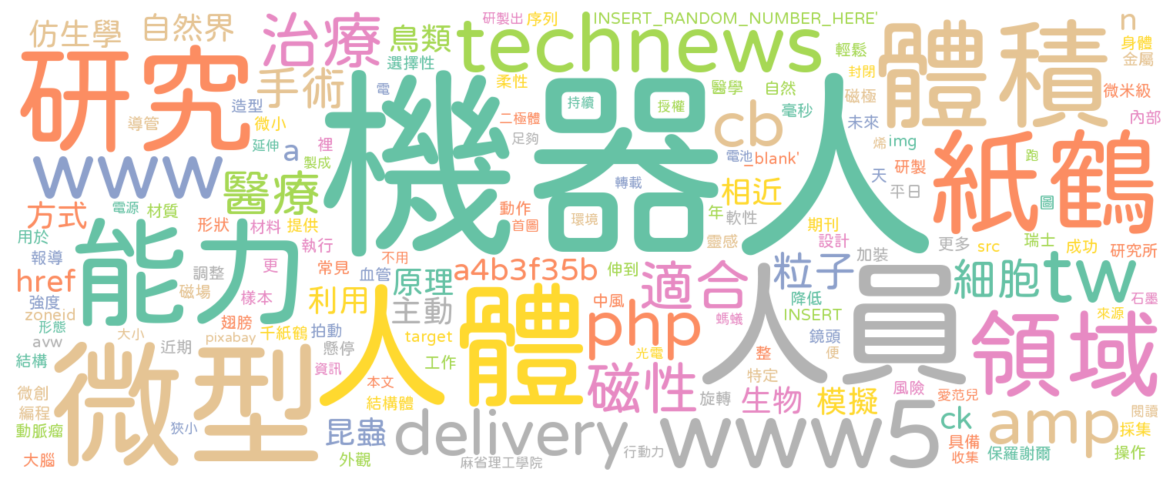 仿生學 自然界 治療 鳥類 研製出 序列 INSERT_RANDOM_NUMBER_HERE' n
選擇性 technews 輕鬆 身體
研究 手術 電 柔性 封閉 體積 金屬
造型 持續 授權 醫學 自然 磁極 微米級
導管 微小 二極體 毫秒 內部
延伸 裡 機器人 足夠 cb 未來 img 烯
www 醫療 a 製成 轉載 電池 _blank' 天 研製 跑 紙鶴
方式 電源 材質 形狀 動作 環境 相近 年 軟性 平日 圖
用於 能力 材料 提供 首圖 靈感 期刊 設計 更多 src 成功 瑞士 研究所
報導 調整 更 執行 不用 加裝
href 磁場 樣本 常見 血管 原理 a4b3f35b 伸到 適合 粒子 細胞 tw
強度 zoneid 利用 主動 中風 螞蟻 降低 INSERT 石墨
形態 翅膀 千紙鶴 拍動 target php 鏡頭 來源
avw 大小 pixabay 懸停 人體 光電 整 便 人員 領域
結構 近期 微型 資訊 本文 工作 磁性 特定 風險 愛范兒
微創 結構體 旋轉 生物 模擬 ck amp 閱讀
編程 昆蟲 delivery www5 具備 採集
動脈瘤 狹小 外觀 行動力 收集 保羅謝爾 操作
大腦 麻省理工學院